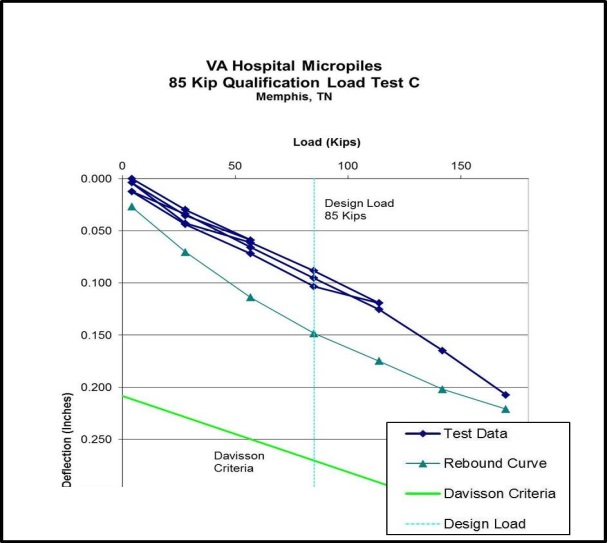 VA Hospital Micropiles
85 Kip Qualification Load Test C
Memphis, TN
Load (Kips)
0 50 100 150
0.000
0.050
0.100
0.150
0.200
0.250
Deflection (Inches)
Design Load
85 Kips
Davisson
Criteria
Test Data
Rebound Curve
Davisson Criteria
Design Load